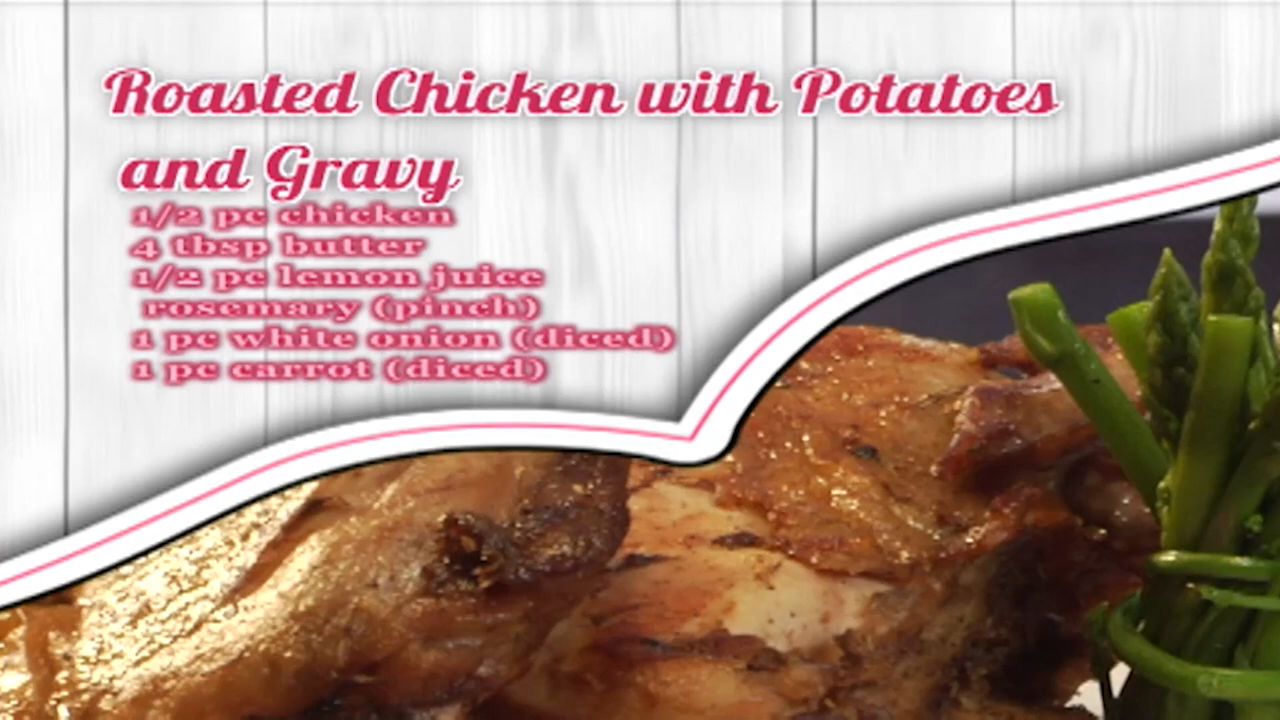 Roasted Chicken with Potatoes
and Gravy
1/2 pc chicken
4 tbsp butter
1/2 pc lemon juice
rosemary (pinch)
1 pc white onion (diced)
1 pc carrot (diced)